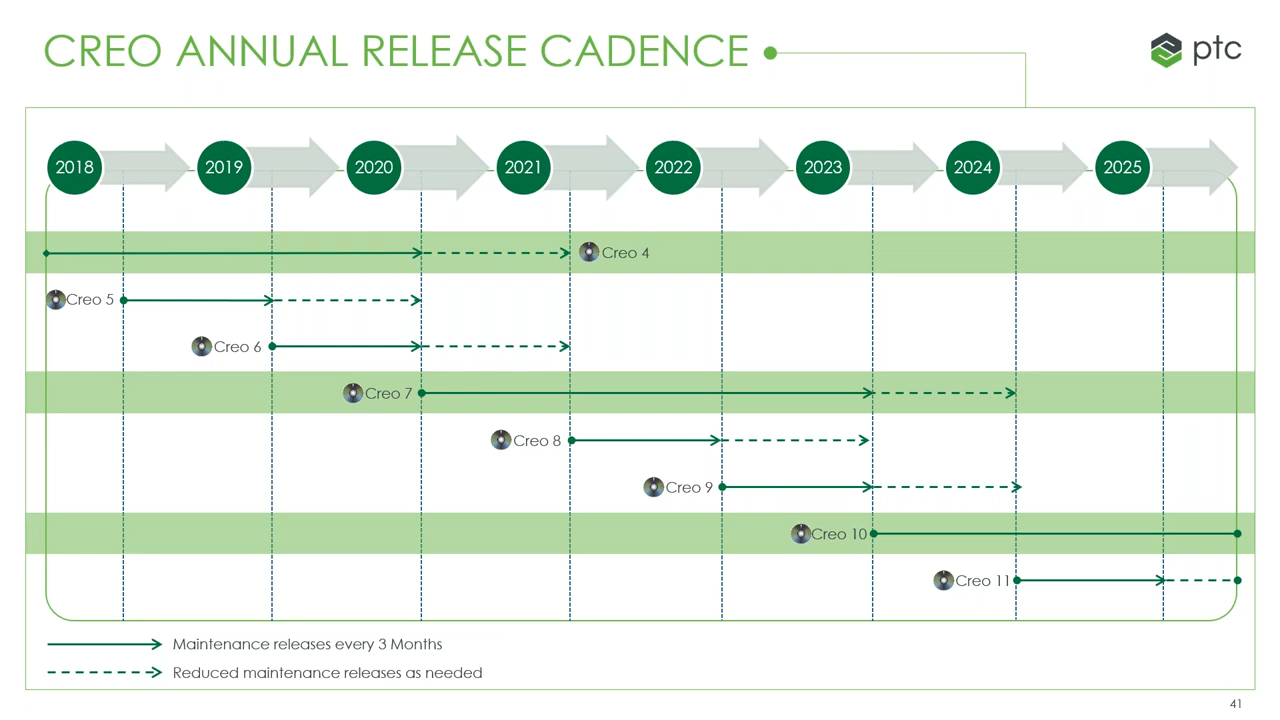 CREO ANNUAL RELEASE CADENCE
ptc
2018 2019 2020 2021 2022 2023 2024 2025
Creo 4
Creo 5
Creo 6
Creo 7
Creo 8
Creo 9
Creo 10
Creo 11
Maintenance releases every 3 Months
Reduced maintenance releases as needed
41